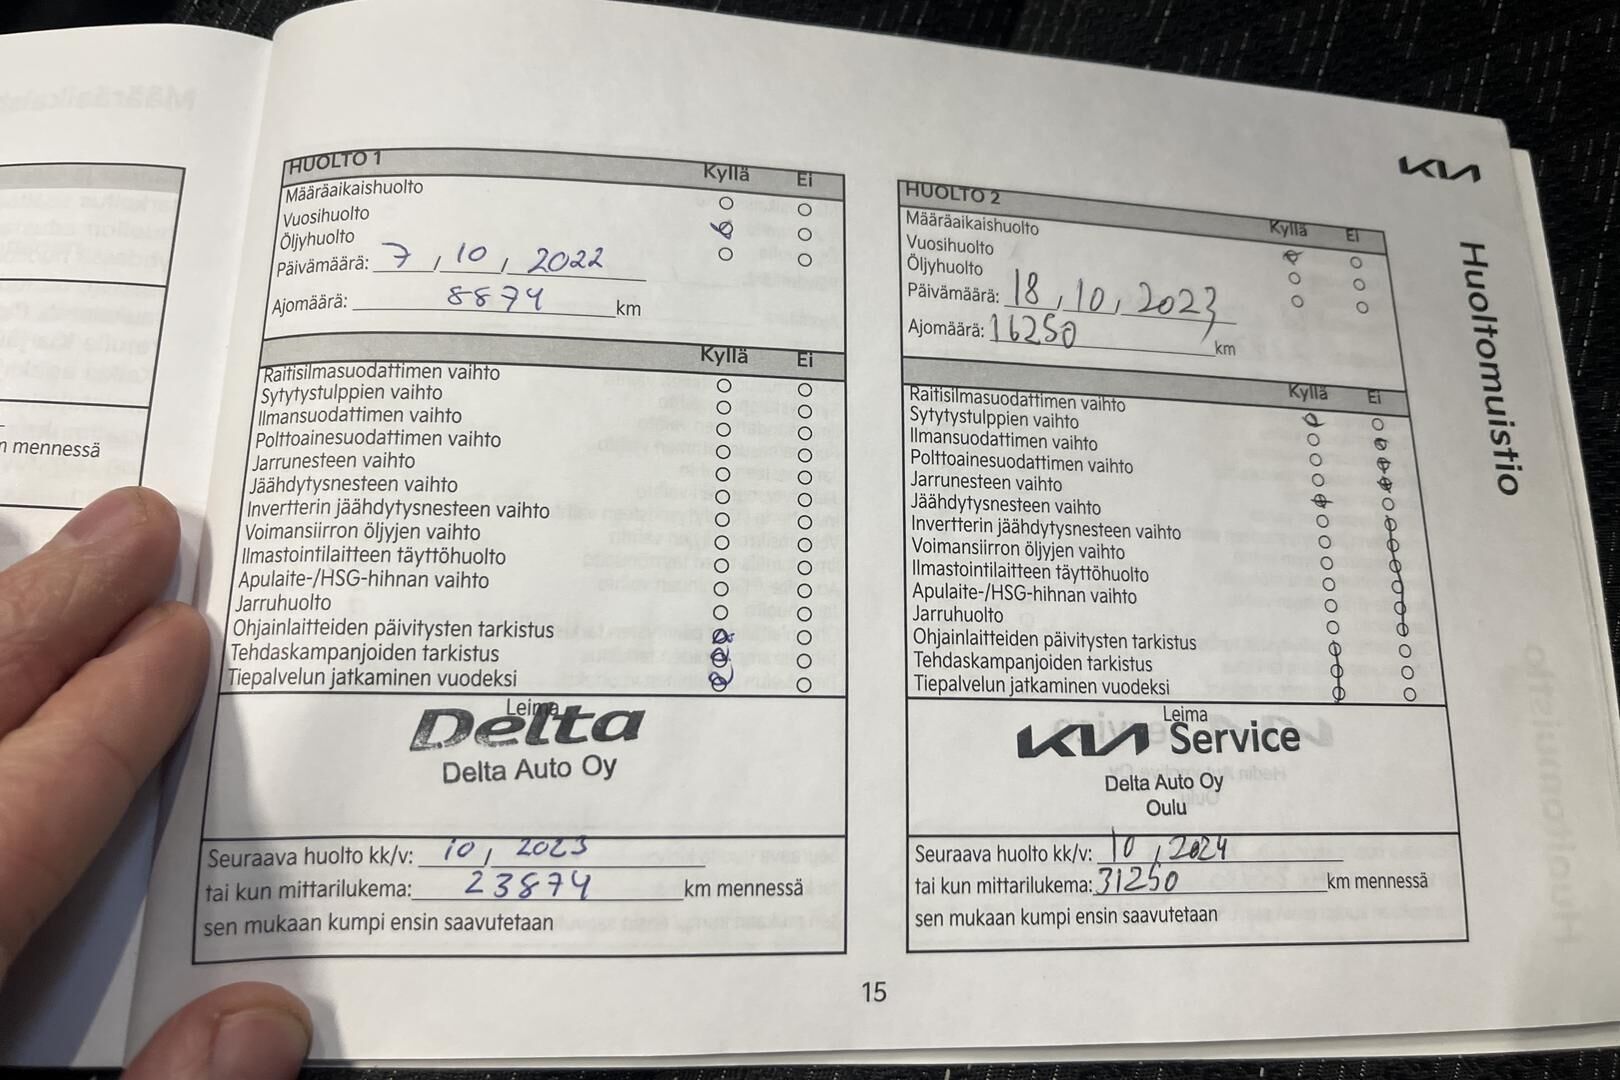 n mennessä
HUOLTO 1
Kyllä Ei
Määräaikaishuolto
Vuosihuolto
Öljyhuolto
Päivämäärä: 7, 10, 2022
Ajomäärä: 8874 km
Kyllä Ei
Raitisilmasuodattimen vaihto
Sytytystulppien vaihto
Ilmansuodattimen vaihto
Polttoainesuodattimen vaihto
Jarrunesteen vaihto
Jäähdytysnesteen vaihto
Invertterin jäähdytysnesteen vaihto
Voimansiirron öljyjen vaihto
Ilmastointilaitteen täyttöhuolto
Apulaite-/HSG-hihnan vaihto
Jarruhuolto
Ohjainlaitteiden päivitysten tarkistus
Tehdaskampanjoiden tarkistus
Tiepalvelun jatkaminen vuodeksi
Leima
Delta
Delta Auto Oy
Seuraava huolto kk/v: 10, 2023
tai kun mittarilukema: 23874 km mennessä
sen mukaan kumpi ensin saavutetaan
KIA
Huoltomuistio
HUOLTO 2
Kyllä Ei
Määräaikaishuolto
Vuosihuolto
Öljyhuolto
Päivämäärä: 18, 10, 2023
Ajomäärä: 16250 km
Kyllä Ei
Raitisilmasuodattimen vaihto
Sytytystulppien vaihto
Ilmansuodattimen vaihto
Polttoainesuodattimen vaihto
Jarrunesteen vaihto
Jäähdytysnesteen vaihto
Invertterin jäähdytysnesteen vaihto
Voimansiirron öljyjen vaihto
Ilmastointilaitteen täyttöhuolto
Apulaite-/HSG-hihnan vaihto
Jarruhuolto
Ohjainlaitteiden päivitysten tarkistus
Tehdaskampanjoiden tarkistus
Tiepalvelun jatkaminen vuodeksi
Leima
KIA Service
Delta Auto Oy
Oulu
Seuraava huolto kk/v: 10, 2024
tai kun mittarilukema: 31250 km mennessä
sen mukaan kumpi ensin saavutetaan
15